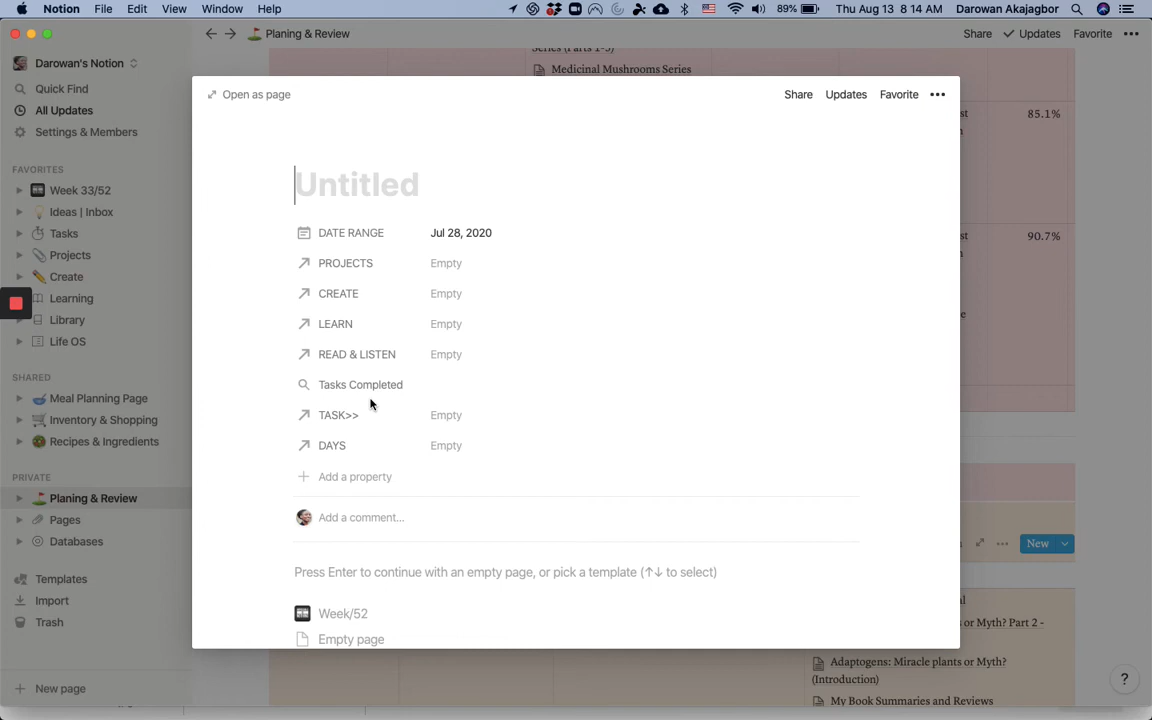 Notion File Edit View Window Help
89% Thu Aug 13 8:14 AM Darowan Akajagbor
Planing & Review
Share Updates Favorite
Darowan's Notion
Quick Find
All Updates
Settings & Members
FAVORITES
Week 33/52
Ideas | Inbox
Tasks
Projects
Create
Learning
Library
Life OS
SHARED
Meal Planning Page
Inventory & Shopping
Recipes & Ingredients
PRIVATE
Planing & Review
Pages
Databases
Templates
Import
Trash
New page
Series (Parts 1-5)
Medicinal Mushrooms Series
85.1%
90.7%
Open as page
Share Updates Favorite
Untitled
DATE RANGE Jul 28, 2020
PROJECTS Empty
CREATE Empty
LEARN Empty
READ & LISTEN Empty
Tasks Completed
TASK>> Empty
DAYS Empty
Add a property
Add a comment...
Press Enter to continue with an empty page, or pick a template (↑↓ to select)
Week/52
Empty page
New
or Myth? Part 2 -
Adaptogens: Miracle plants or Myth?
(Introduction)
My Book Summaries and Reviews
?